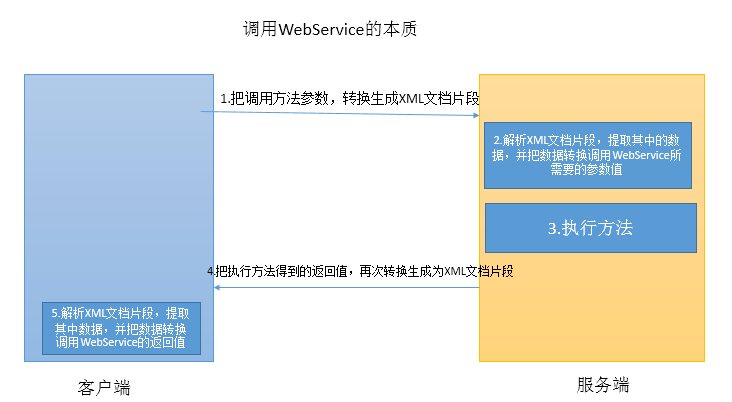 调用WebService的本质
1.把调用方法参数，转换生成XML文档片段
2.解析XML文档片段，提取其中的数
据，并把数据转换调用WebService所
需要的参数值
3.执行方法
4.把执行方法得到的返回值，再次转换生成为XML文档片段
5.解析XML文档片段，提取
其中数据，并把数据转换
调用WebService的返回值
客户端
服务端